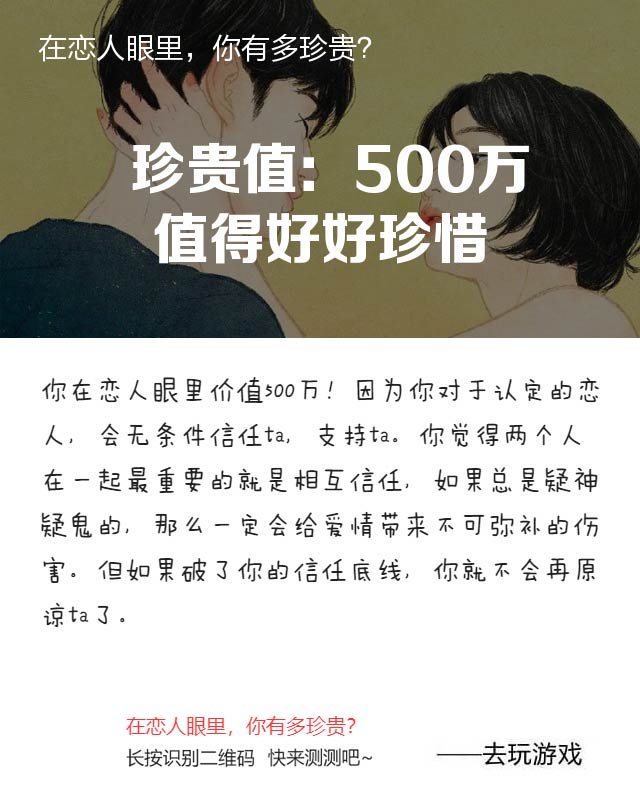 在恋人眼里，你有多珍贵?
珍贵值：500万
值得好好珍惜
你在恋人眼里价值500万！因为你对于认定的恋
人，会无条件信任ta，支持ta。你觉得两个人
在一起最重要的就是相互信任，如果总是疑神
疑鬼的，那么一定会给爱情带来不可弥补的伤
害。但如果破了你的信任底线，你就不会再原
谅ta了。
在恋人眼里，你有多珍贵?
长按识别二维码 快来测测吧~
——去玩游戏